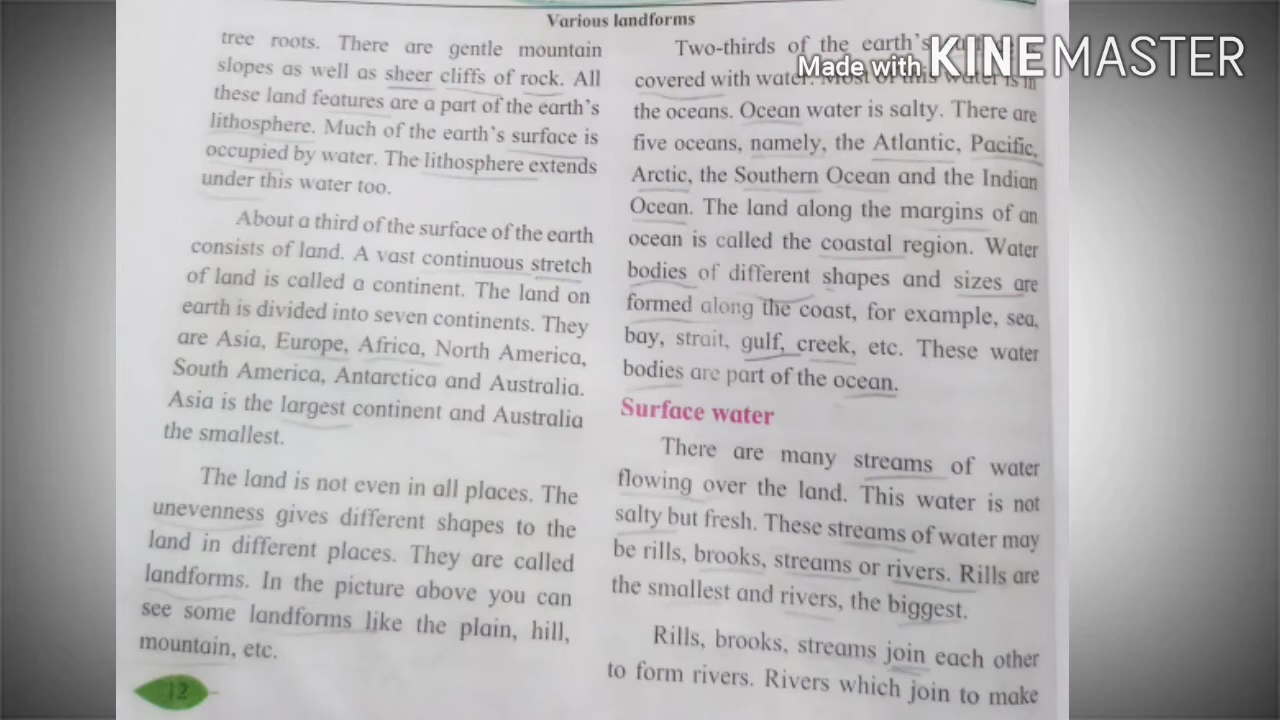 Various landforms
tree roots. There are gentle mountain
slopes as well as sheer cliffs of rock. All
these land features are a part of the earth's
lithosphere. Much of the earth's surface is
occupied by water. The lithosphere extends
under this water too.
About a third of the surface of the earth
consists of land. A vast continuous stretch
of land is called a continent. The land on
earth is divided into seven continents. They
are Asia, Europe, Africa, North America,
South America, Antarctica and Australia.
Asia is the largest continent and Australia
the smallest.
The land is not even in all places. The
unevenness gives different shapes to the
land in different places. They are called
landforms. In the picture above you can
see some landforms like the plain, hill,
mountain, etc.
12
Two-thirds of the earth's
covered with water. Most of this water is in
the oceans. Ocean water is salty. There are
five oceans, namely, the Atlantic, Pacific,
Arctic, the Southern Ocean and the Indian
Ocean. The land along the margins of an
ocean is called the coastal region. Water
bodies of different shapes and sizes are
formed along the coast, for example, sea,
bay, strait, gulf, creek, etc. These water
bodies are part of the ocean.
Surface water
There are many streams of water
flowing over the land. This water is not
salty but fresh. These streams of water may
be rills, brooks, streams or rivers. Rills are
the smallest and rivers, the biggest.
Rills, brooks, streams join each other
to form rivers. Rivers which join to make
Made with KINEMASTER